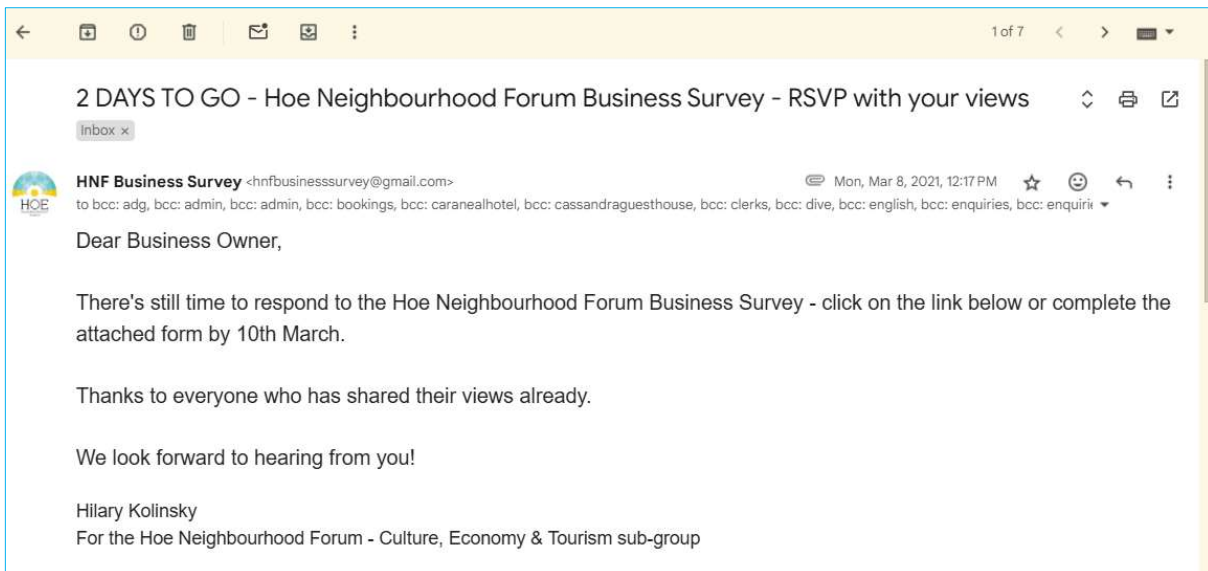 1 of 7
2 DAYS TO GO - Hoe Neighbourhood Forum Business Survey - RSVP with your views
Inbox ×
HNF Business Survey <hnfbusinesssurvey@gmail.com>
Mon, Mar 8, 2021, 12:17 PM
HOE
to bcc: adg, bcc: admin, bcc: admin, bcc: bookings, bcc: caranealhotel, bcc: cassandraguesthouse, bcc: clerks, bcc: dive, bcc: english, bcc: enquiries, bcc: enquirie
Dear Business Owner,
There's still time to respond to the Hoe Neighbourhood Forum Business Survey - click on the link below or complete the
attached form by 10th March.
Thanks to everyone who has shared their views already.
We look forward to hearing from you!
Hilary Kolinsky
For the Hoe Neighbourhood Forum - Culture, Economy & Tourism sub-group